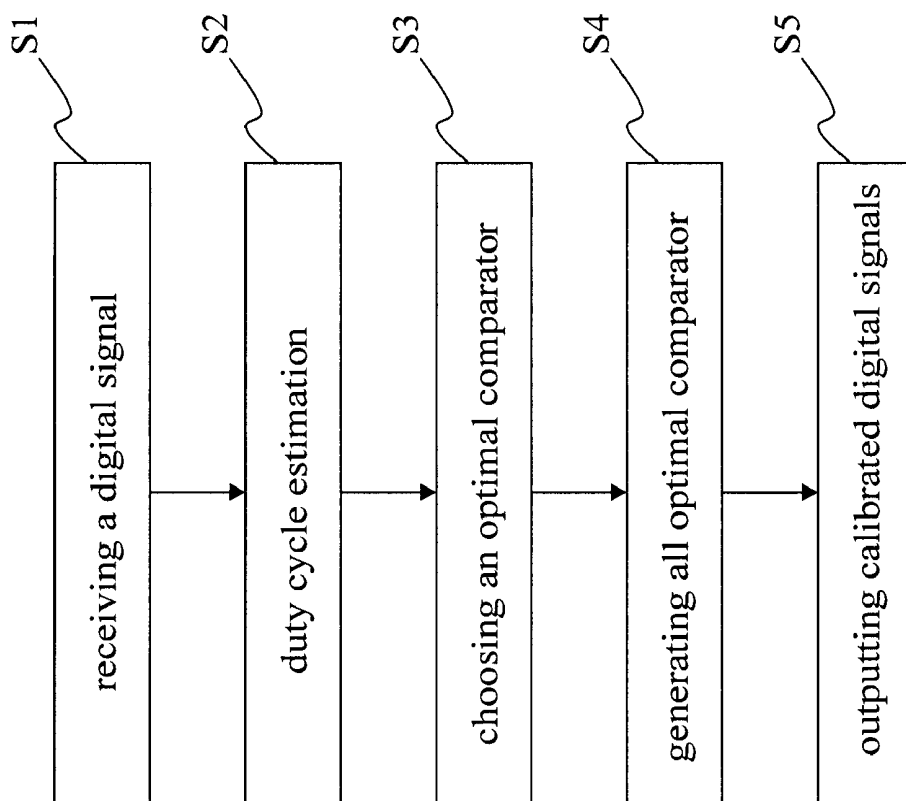 S1
receiving a digital signal
S2
duty cycle estimation
S3
choosing an optimal comparator
S4
generating all optimal comparator
S5
outputting calibrated digital signals